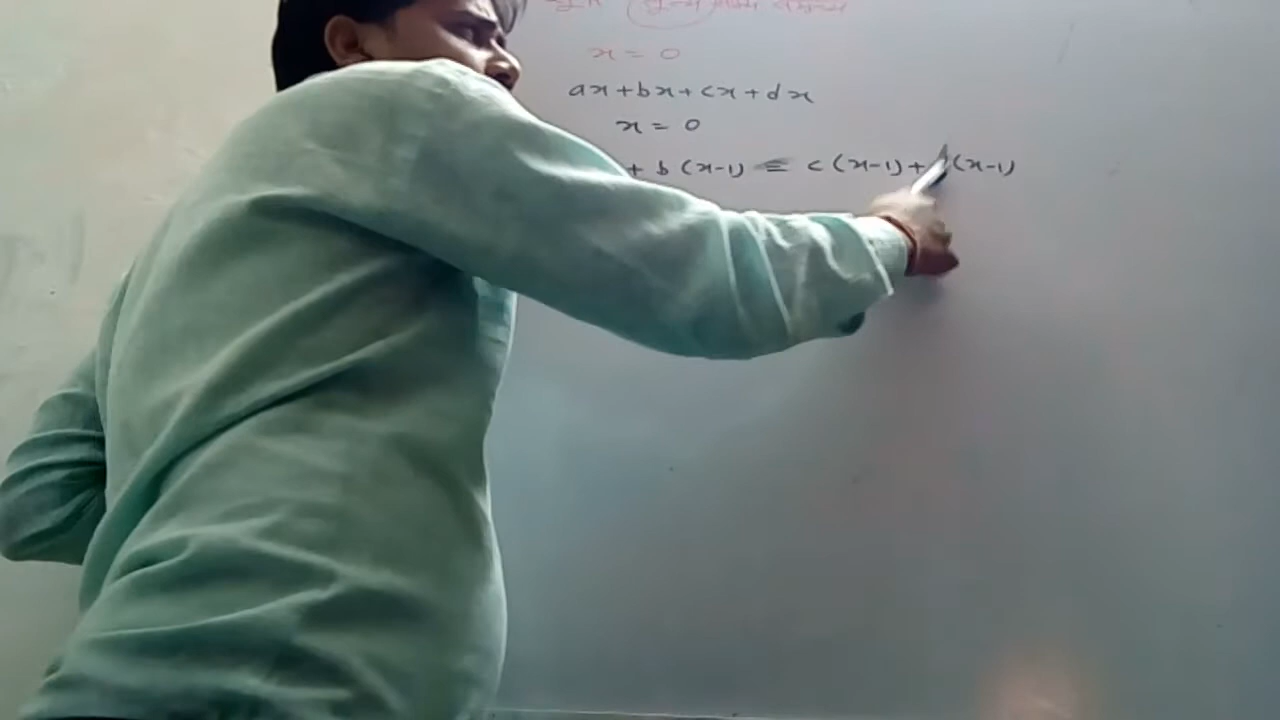 शून्य
x = 0
ax + bx + cx + dx
x = 0
+ b (x-1) = c (x-1) + (x-1)